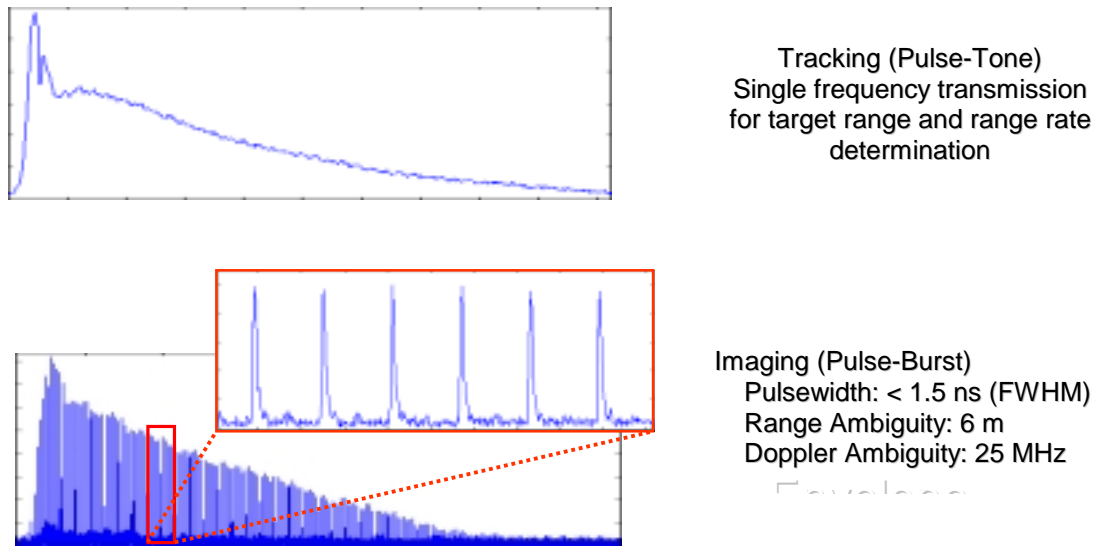 Tracking (Pulse-Tone)
Single frequency transmission
for target range and range rate
determination
Imaging (Pulse-Burst)
Pulsewidth: < 1.5 ns (FWHM)
Range Ambiguity: 6 m
Doppler Ambiguity: 25 MHz